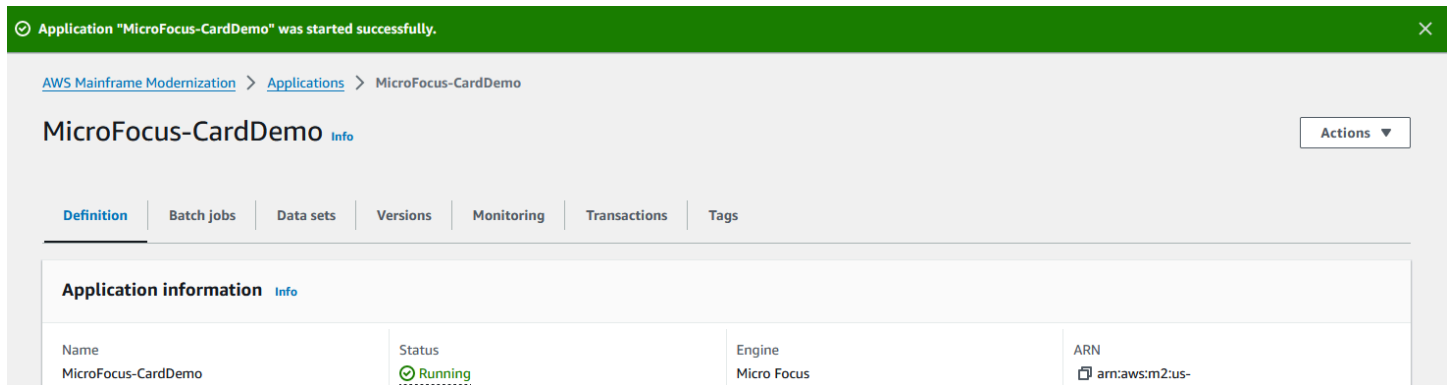 Application "MicroFocus-CardDemo" was started successfully.
AWS Mainframe Modernization > Applications > MicroFocus-CardDemo
MicroFocus-CardDemo Info
Actions
Definition Batch jobs Data sets Versions Monitoring Transactions Tags
Application information Info
Name Status Engine ARN
MicroFocus-CardDemo Running Micro Focus arn:aws:m2:us-